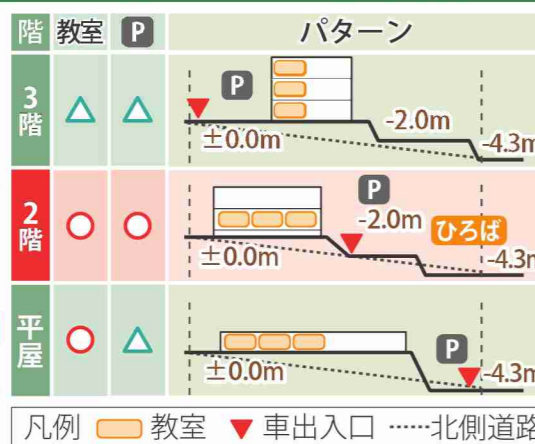 階 教室 P パターン
3階 △ △ P ±0.0m -2.0m -4.3m
2階 ○ ○ P ±0.0m -2.0m ひろば -4.3m
平屋 ○ △ ±0.0m P -4.3m
凡例 教室 ▼ 車出入口 ……北側道路